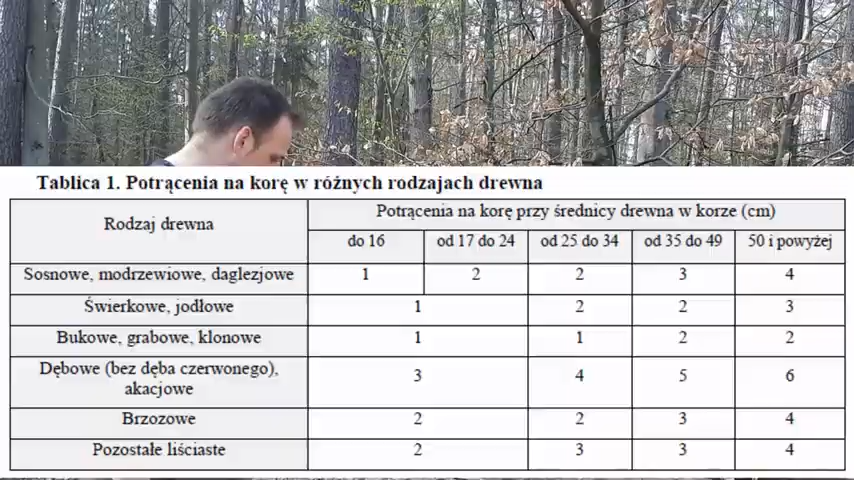 Tablica 1. Potrącenia na korę w różnych rodzajach drewna
Rodzaj drewna
Potrącenia na korę przy średnicy drewna w korze (cm)
do 16 od 17 do 24 od 25 do 34 od 35 do 49 50 i powyżej
Sosnowe, modrzewiowe, daglezjowe 1 2 2 3 4
Świerkowe, jodłowe 1 2 2 3
Bukowe, grabowe, klonowe 1 1 2 2
Dębowe (bez dęba czerwonego),
akacjowe 3 4 5 6
Brzozowe 2 2 3 4
Pozostałe liściaste 2 3 3 4